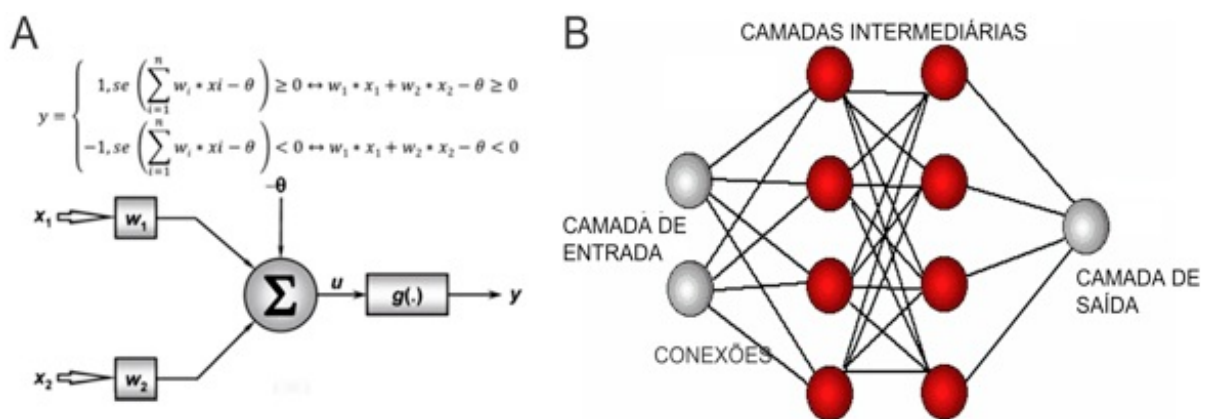 A
y = { 1, se (∑ i=1 n w_i * xi − θ) ≥ 0 ↔ w_1 * x_1 + w_2 * x_2 − θ ≥ 0
−1, se (∑ i=1 n w_i * xi − θ) < 0 ↔ w_1 * x_1 + w_2 * x_2 − θ < 0
−θ
x_1 w_1
Σ u g(.) y
x_2 w_2
B
CAMADAS INTERMEDIÁRIAS
CAMADA DE
ENTRADA
CAMADA DE
SAÍDA
CONEXÕES